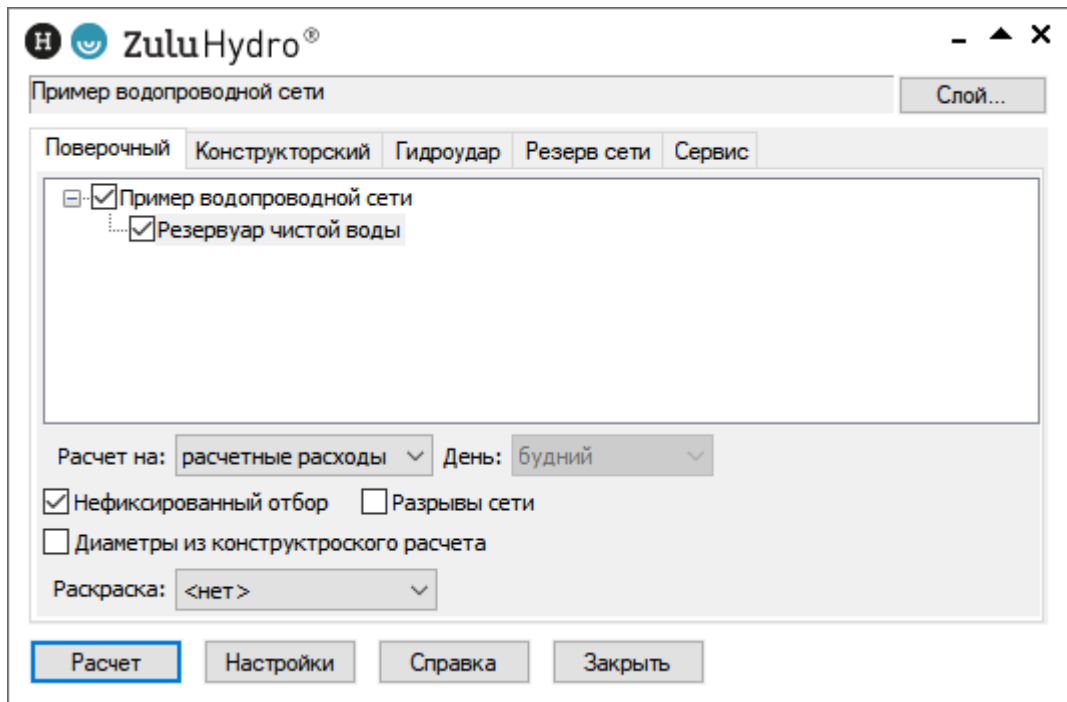 H ZuluHydro®
Пример водопроводной сети Слой...
Поверочный Конструкторский Гидроудар Резерв сети Сервис
Пример водопроводной сети
Резервуар чистой воды
Расчет на: расчетные расходы День: будний
Нефиксированный отбор Разрывы сети
Диаметры из конструктроского расчета
Раскраска: <нет>
Расчет Настройки Справка Закрыть